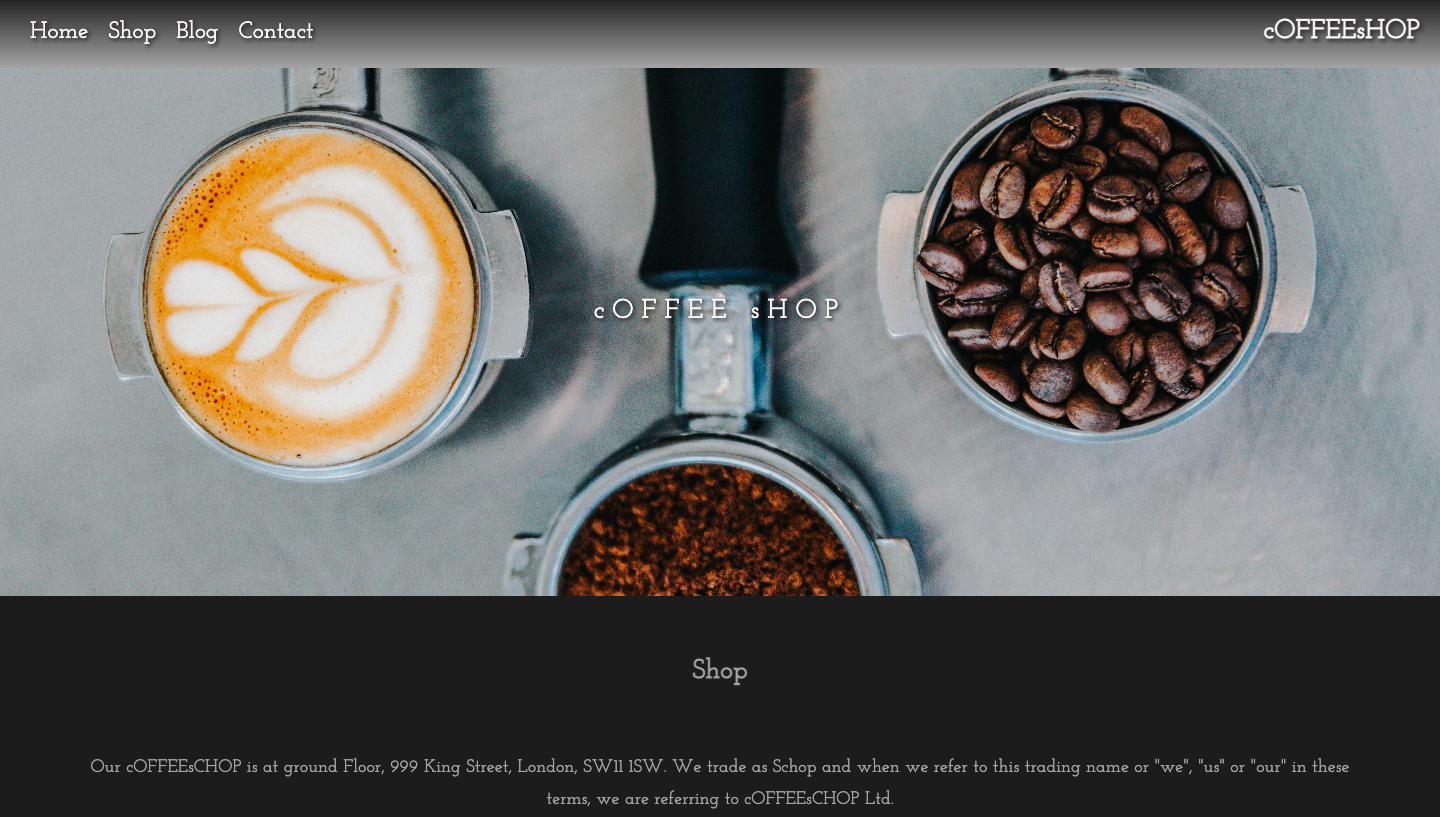 Home Shop Blog Contact
cOFFEEsHOP
cOFFEE sHOP
Shop
Our cOFFEEsCHOP is at ground Floor, 999 King Street, London, SW11 1SW. We trade as Schop and when we refer to this trading name or "we", "us" or "our" in these
terms, we are referring to cOFFEEsCHOP Ltd.